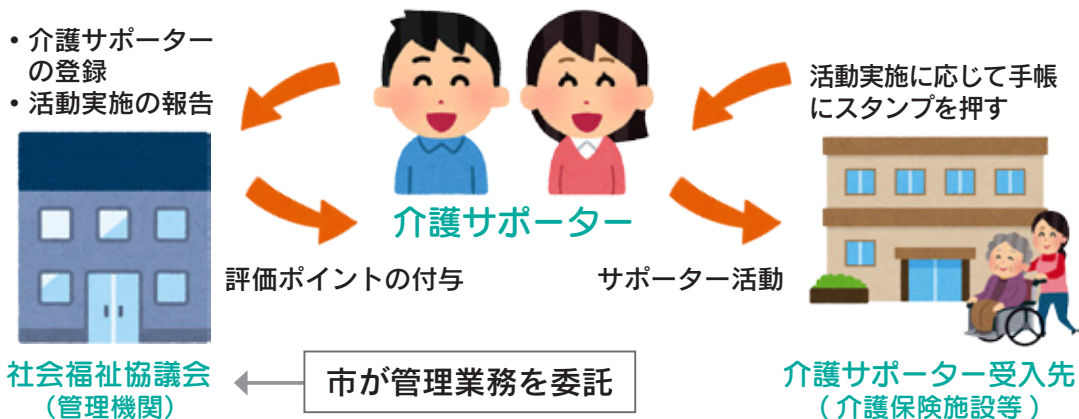 ・介護サポーター
の登録
・活動実施の報告
活動実施に応じて手帳
にスタンプを押す
介護サポーター
評価ポイントの付与
サポーター活動
社会福祉協議会
（管理機関）
市が管理業務を委託
介護サポーター受入先
（介護保険施設等）